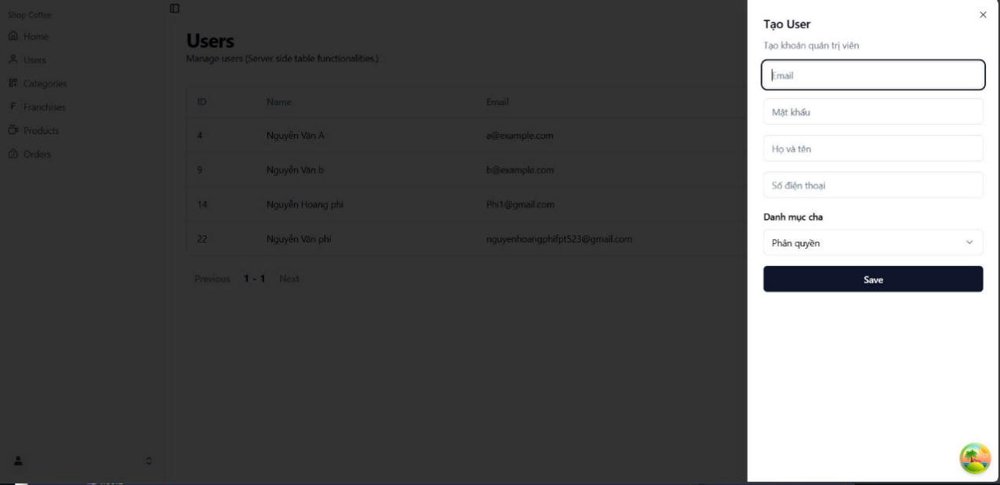 Shop Coffee
Home
Users
Categories
F Franchises
Products
Orders
Users
Manage users (Server side table functionalities.)
ID Name Email
4 Nguyễn Văn A a@example.com
9 Nguyễn Văn b b@example.com
14 Nguyễn Hoang phi Phi1@gmail.com
22 Nguyễn Văn phi nguyenhoangphifpt523@gmail.com
Previous 1 - 1 Next
Tạo User
Tạo khoản quản trị viên
Email
Mật khẩu
Họ và tên
Số điện thoại
Danh mục cha
Phân quyền
Save